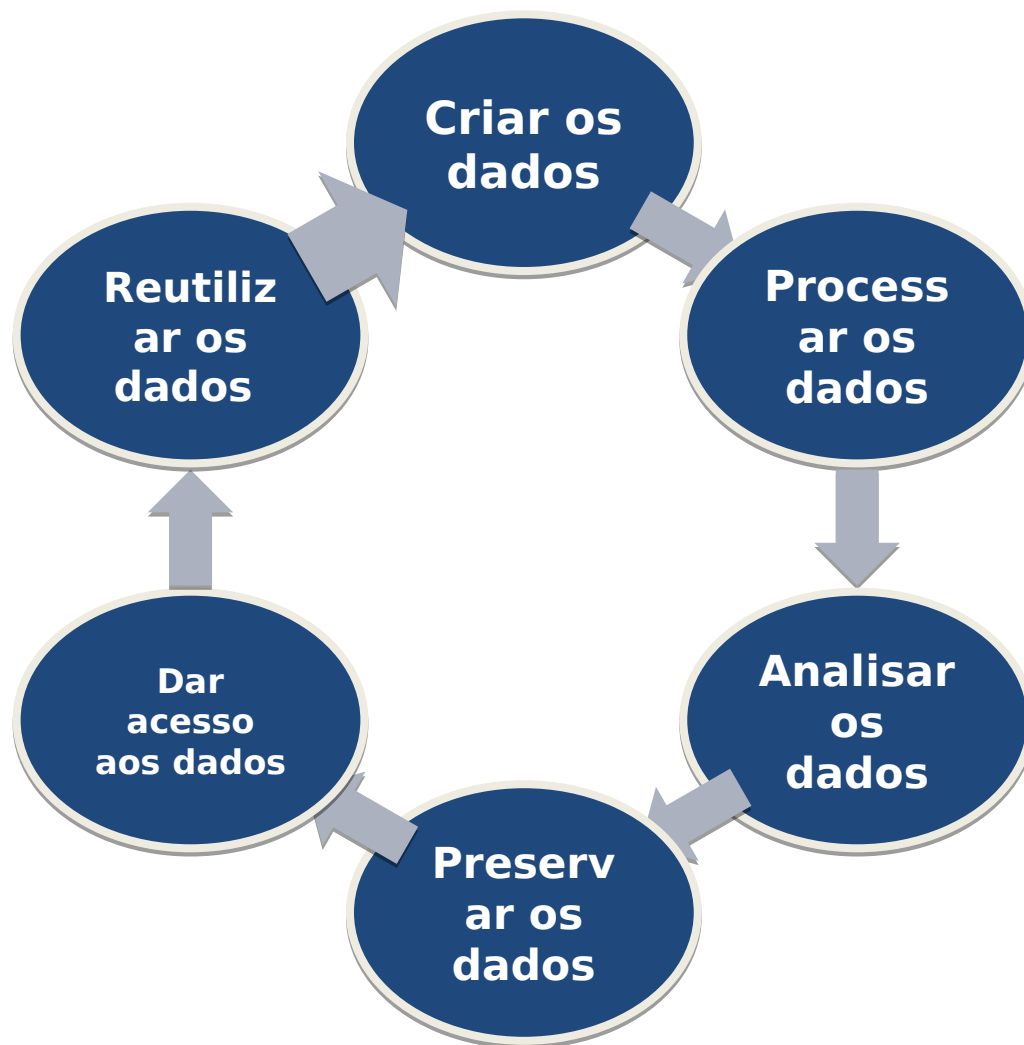 Criar os
dados
Process
ar os
dados
Analisar
os
dados
Preserv
ar os
dados
Dar
acesso
aos dados
Reutiliz
ar os
dados